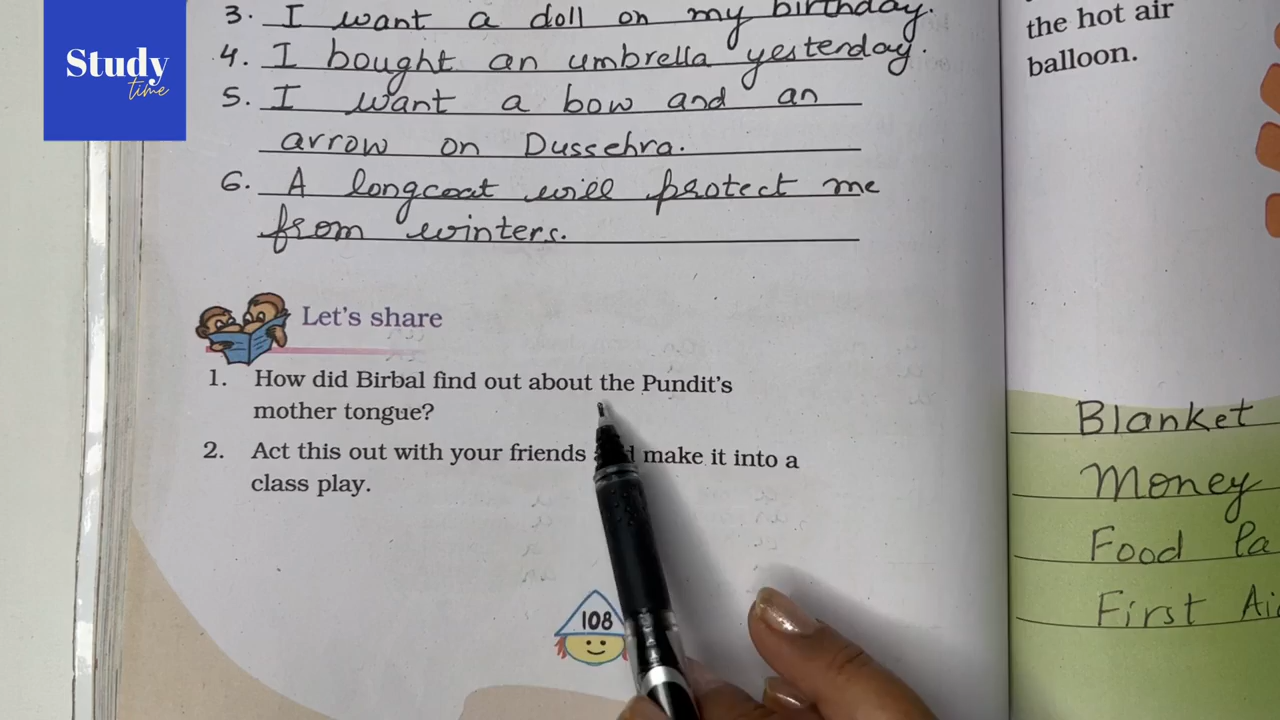 Study
time
3. I want a doll on my birthday.
4. I bought an umbrella yesterday.
5. I want a bow and an
arrow on Dussehra.
6. A longcoat will protect me
from winters.
Let's share
1. How did Birbal find out about the Pundit's
mother tongue?
2. Act this out with your friends make it into a
class play.
108
the hot air
balloon.
Blanket
Money
Food
First